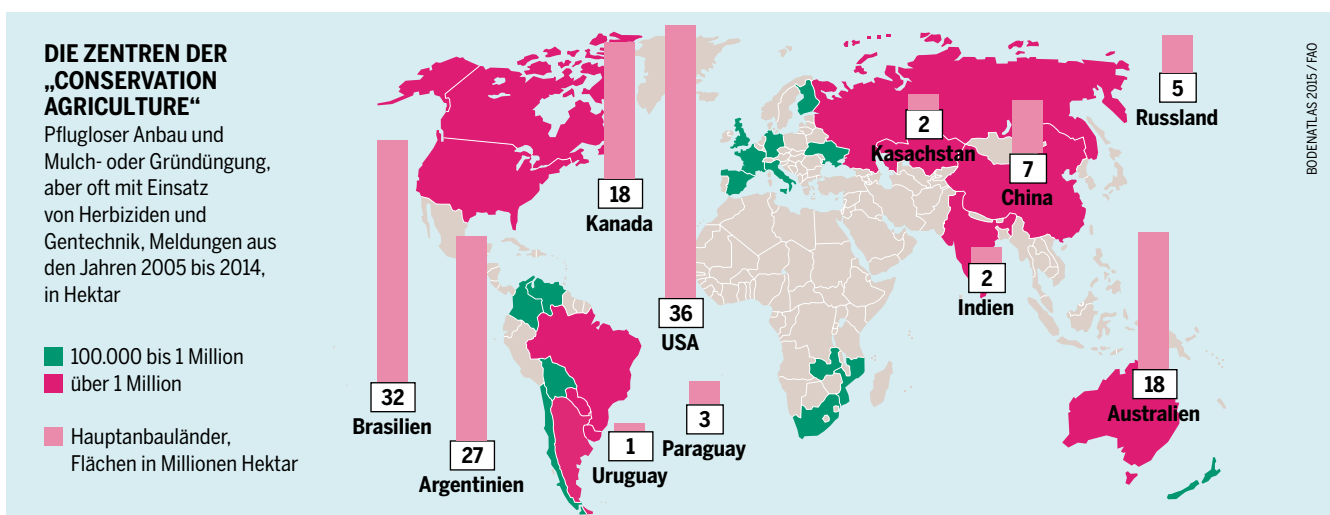 DIE ZENTREN DER
„CONSERVATION
AGRICULTURE“
Pflugloser Anbau und
Mulch- oder Gründüngung,
aber oft mit Einsatz
von Herbiziden und
Gentechnik, Meldungen aus
den Jahren 2005 bis 2014,
in Hektar
100.000 bis 1 Million
über 1 Million
Hauptanbauländer,
Flächen in Millionen Hektar
32
Brasilien
27
Argentinien
18
Kanada
36
USA
1
Uruguay
3
Paraguay
2
Kasachstan
7
China
5
Russland
2
Indien
18
Australien
BODENATLAS 2015 / FAO